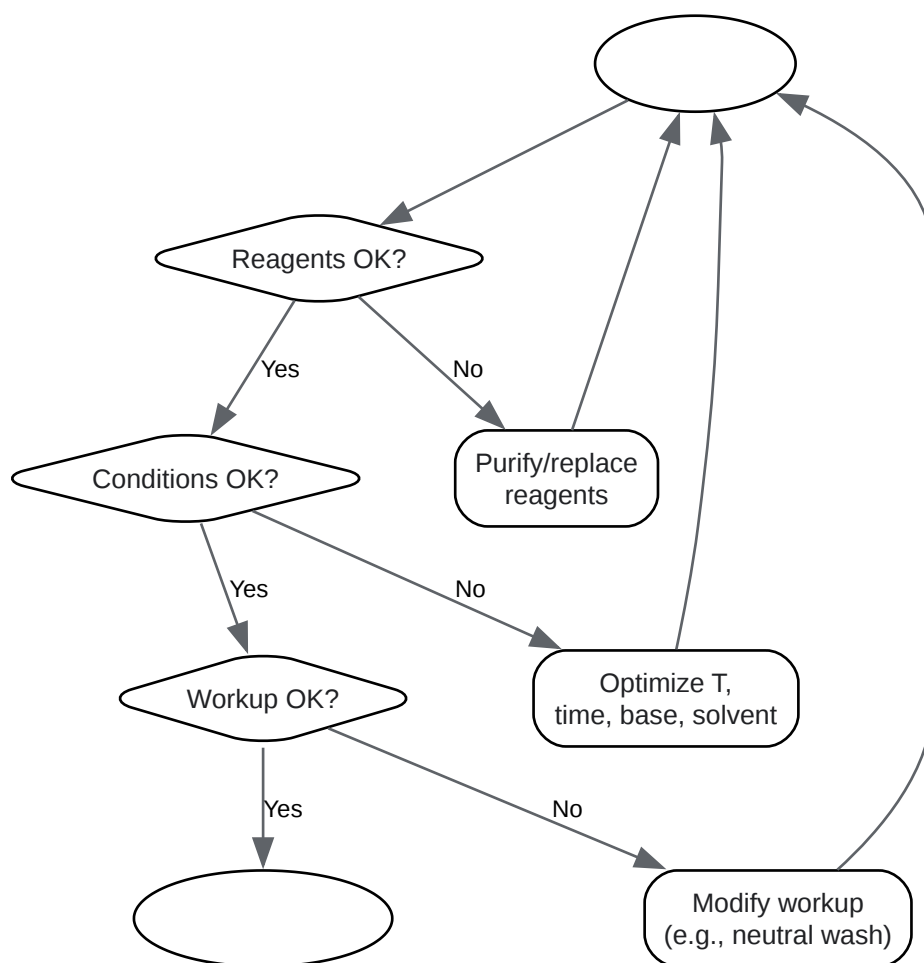 Reagents OK?
Yes
No
Conditions OK?
Purify/replace
reagents
Yes
No
Workup OK?
Optimize T,
time, base, solvent
Yes
No
Modify workup
(e.g., neutral wash)